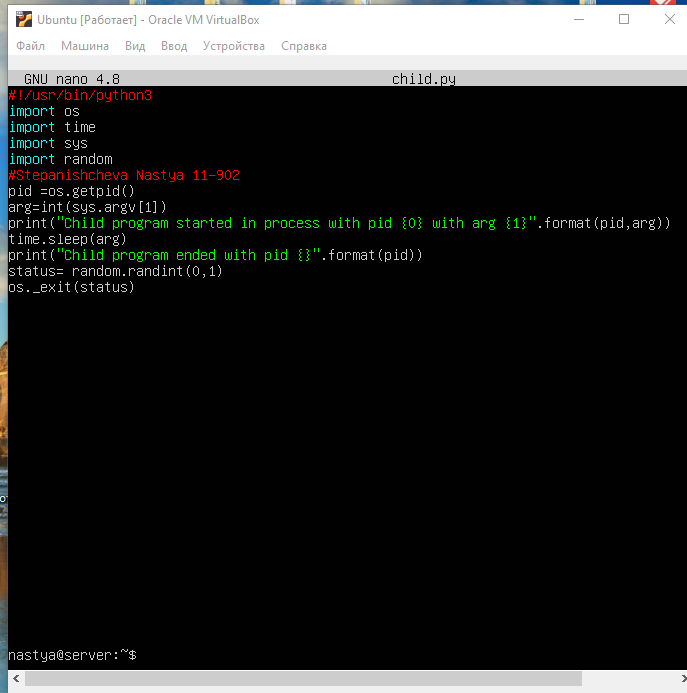 Ubuntu [Работает] - Oracle VM VirtualBox
Файл Машина Вид Ввод Устройства Справка
GNU nano 4.8 child.py
#!/usr/bin/python3
import os
import time
import sys
import random
#Stepanishcheva Nastya 11-902
pid =os.getpid()
arg=int(sys.argv[1])
print("Child program started in process with pid {0} with arg {1}".format(pid,arg))
time.sleep(arg)
print("Child program ended with pid {}".format(pid))
status= random.randint(0,1)
os._exit(status)
nastya@server:~$